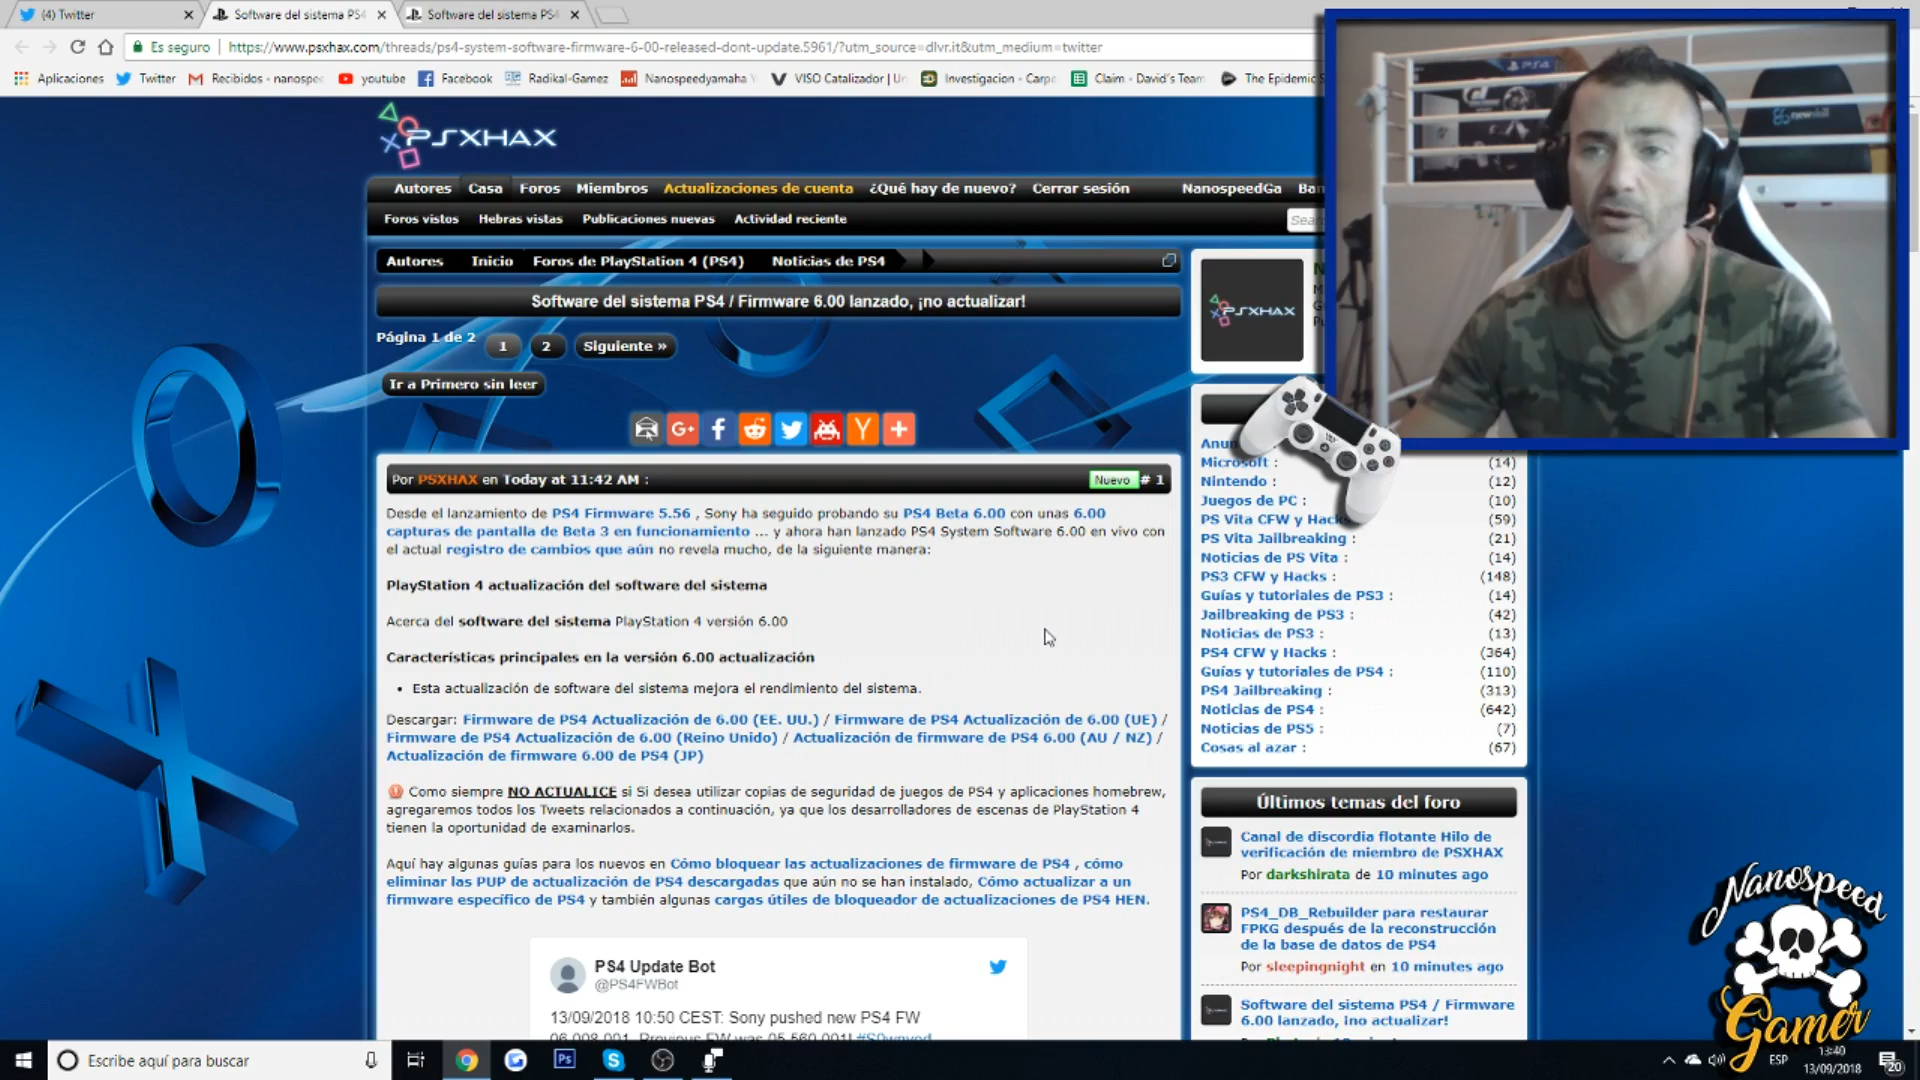 (4) Twitter
Software del sistema PS4
Software del sistema PS4
Es seguro
https://www.psxhax.com/threads/ps4-system-software-firmware-6-00-released-dont-update.5961/?utm_source=dlvr.it&utm_medium=twitter
Aplicaciones Twitter Recibidos - nanospee youtube Facebook Radikal-Gamez Nanospeedyamaha VISO Catalizador | Un Investigacion - Carpe Claim - David's Team The Epidemic
PS4
PSXHAX
Autores Casa Foros Miembros Actualizaciones de cuenta ¿Qué hay de nuevo? Cerrar sesión NanospeedGa Ban
Foros vistos Hebras vistas Publicaciones nuevas Actividad reciente
Sear
Autores Inicio Foros de PlayStation 4 (PS4) Noticias de PS4
Software del sistema PS4 / Firmware 6.00 lanzado, ¡no actualizar!
Página 1 de 2 1 2 Siguiente »
Ir a Primero sin leer
PSXHAX
Por PSXHAX en Today at 11:42 AM :
Nuevo # 1
Desde el lanzamiento de PS4 Firmware 5.56 , Sony ha seguido probando su PS4 Beta 6.00 con unas 6.00
capturas de pantalla de Beta 3 en funcionamiento ... y ahora han lanzado PS4 System Software 6.00 en vivo con
el actual registro de cambios que aún no revela mucho, de la siguiente manera:
PlayStation 4 actualización del software del sistema
Acerca del software del sistema PlayStation 4 versión 6.00
Características principales en la versión 6.00 actualización
• Esta actualización de software del sistema mejora el rendimiento del sistema.
Descargar: Firmware de PS4 Actualización de 6.00 (EE. UU.) / Firmware de PS4 Actualización de 6.00 (UE) /
Firmware de PS4 Actualización de 6.00 (Reino Unido) / Actualización de firmware de PS4 6.00 (AU / NZ) /
Actualización de firmware 6.00 de PS4 (JP)
Como siempre NO ACTUALICE si Si desea utilizar copias de seguridad de juegos de PS4 y aplicaciones homebrew,
agregaremos todos los Tweets relacionados a continuación, ya que los desarrolladores de escenas de PlayStation 4
tienen la oportunidad de examinarlos.
Aquí hay algunas guías para los nuevos en Cómo bloquear las actualizaciones de firmware de PS4 , cómo
eliminar las PUP de actualización de PS4 descargadas que aún no se han instalado, Cómo actualizar a un
firmware específico de PS4 y también algunas cargas útiles de bloqueador de actualizaciones de PS4 HEN.
PS4 Update Bot
@PS4FWBot
13/09/2018 10:50 CEST: Sony pushed new PS4 FW
Anun
Microsoft : (14)
Nintendo : (12)
Juegos de PC : (10)
PS Vita CFW y Hack (59)
PS Vita Jailbreaking : (21)
Noticias de PS Vita : (14)
PS3 CFW y Hacks : (148)
Guías y tutoriales de PS3 : (14)
Jailbreaking de PS3 : (42)
Noticias de PS3 : (13)
PS4 CFW y Hacks : (364)
Guías y tutoriales de PS4 : (110)
PS4 Jailbreaking : (313)
Noticias de PS4 : (642)
Noticias de PS5 : (7)
Cosas al azar : (67)
Últimos temas del foro
Canal de discordia flotante Hilo de
verificación de miembro de PSXHAX
Por darkshirata de 10 minutes ago
PS4_DB_Rebuilder para restaurar
FPKG después de la reconstrucción
de la base de datos de PS4
Por sleepingnight en 10 minutes ago
Software del sistema PS4 / Firmware
6.00 lanzado, ¡no actualizar!
Nanospeed
Gamer
Escribe aquí para buscar
ESP
13:40
13/09/2018
20